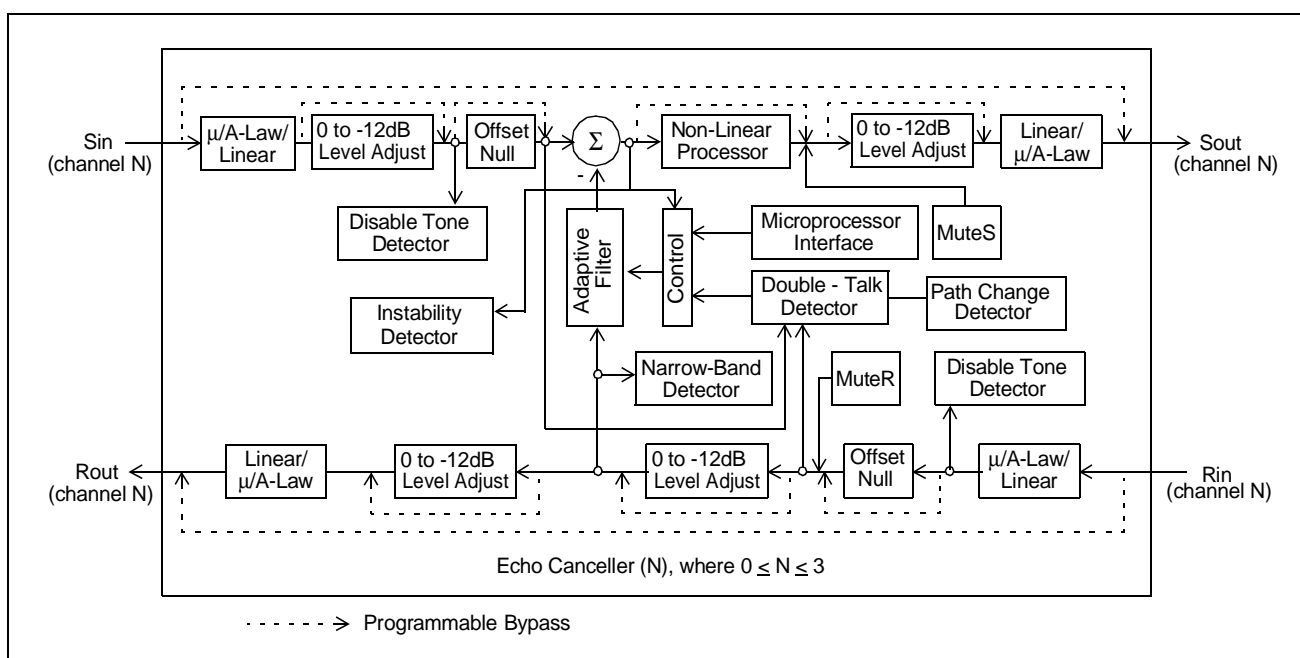 Sin
(channel N)
μ/A-Law/
Linear
0 to -12dB
Level Adjust
Offset
Null
Σ
-
Non-Linear
Processor
0 to -12dB
Level Adjust
Linear/
μ/A-Law
Sout
(channel N)
Disable Tone
Detector
Adaptive
Filter
Control
Microprocessor
Interface
MuteS
Instability
Detector
Double - Talk
Detector
Path Change
Detector
Narrow-Band
Detector
MuteR
Disable Tone
Detector
Rout
(channel N)
Linear/
μ/A-Law
0 to -12dB
Level Adjust
0 to -12dB
Level Adjust
Offset
Null
μ/A-Law/
Linear
Rin
(channel N)
Echo Canceller (N), where 0 ≤ N ≤ 3
Programmable Bypass